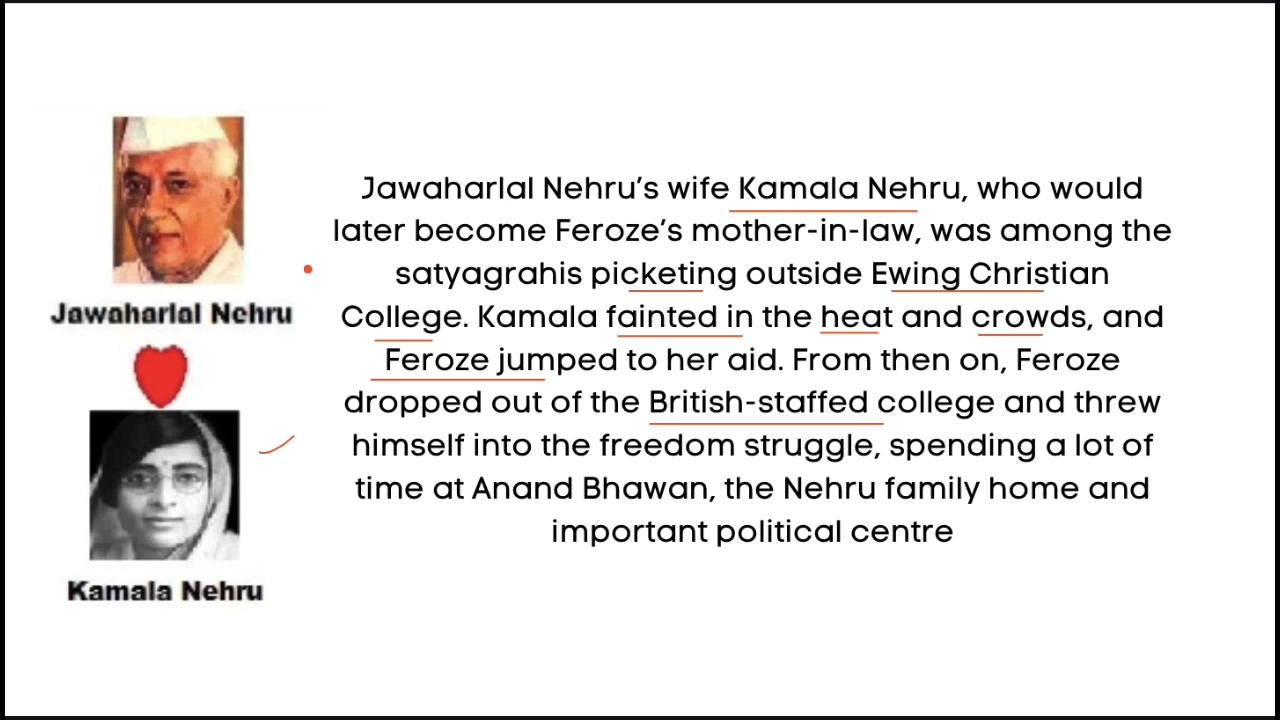 Jawaharlal Nehru
Kamala Nehru
Jawaharlal Nehru's wife Kamala Nehru, who would
later become Feroze's mother-in-law, was among the
satyagrahis picketing outside Ewing Christian
College. Kamala fainted in the heat and crowds, and
Feroze jumped to her aid. From then on, Feroze
dropped out of the British-staffed college and threw
himself into the freedom struggle, spending a lot of
time at Anand Bhawan, the Nehru family home and
important political centre